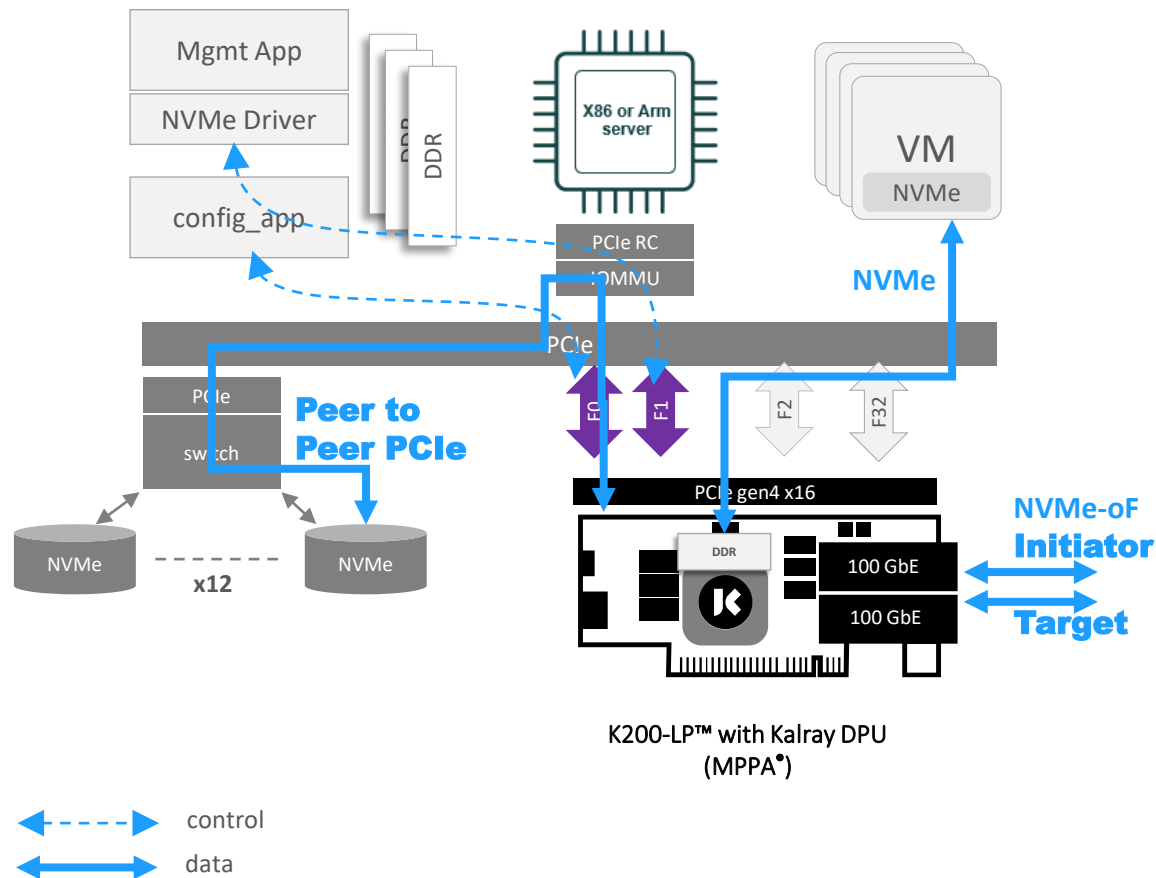 Mgmt App
NVMe Driver
config_app
DDR
DDR
X86 or Arm
server
PCIe RC
IOMMU
VM
NVMe
NVMe
PCIe
PCIe
switch
Peer to
Peer PCIe
F0
F1
F2
F32
NVMe
x12
NVMe
PCIe gen4 x16
DDR
100 GbE
100 GbE
NVMe-oF
Initiator
Target
K200-LP™ with Kalray DPU
(MPPA®)
control
data